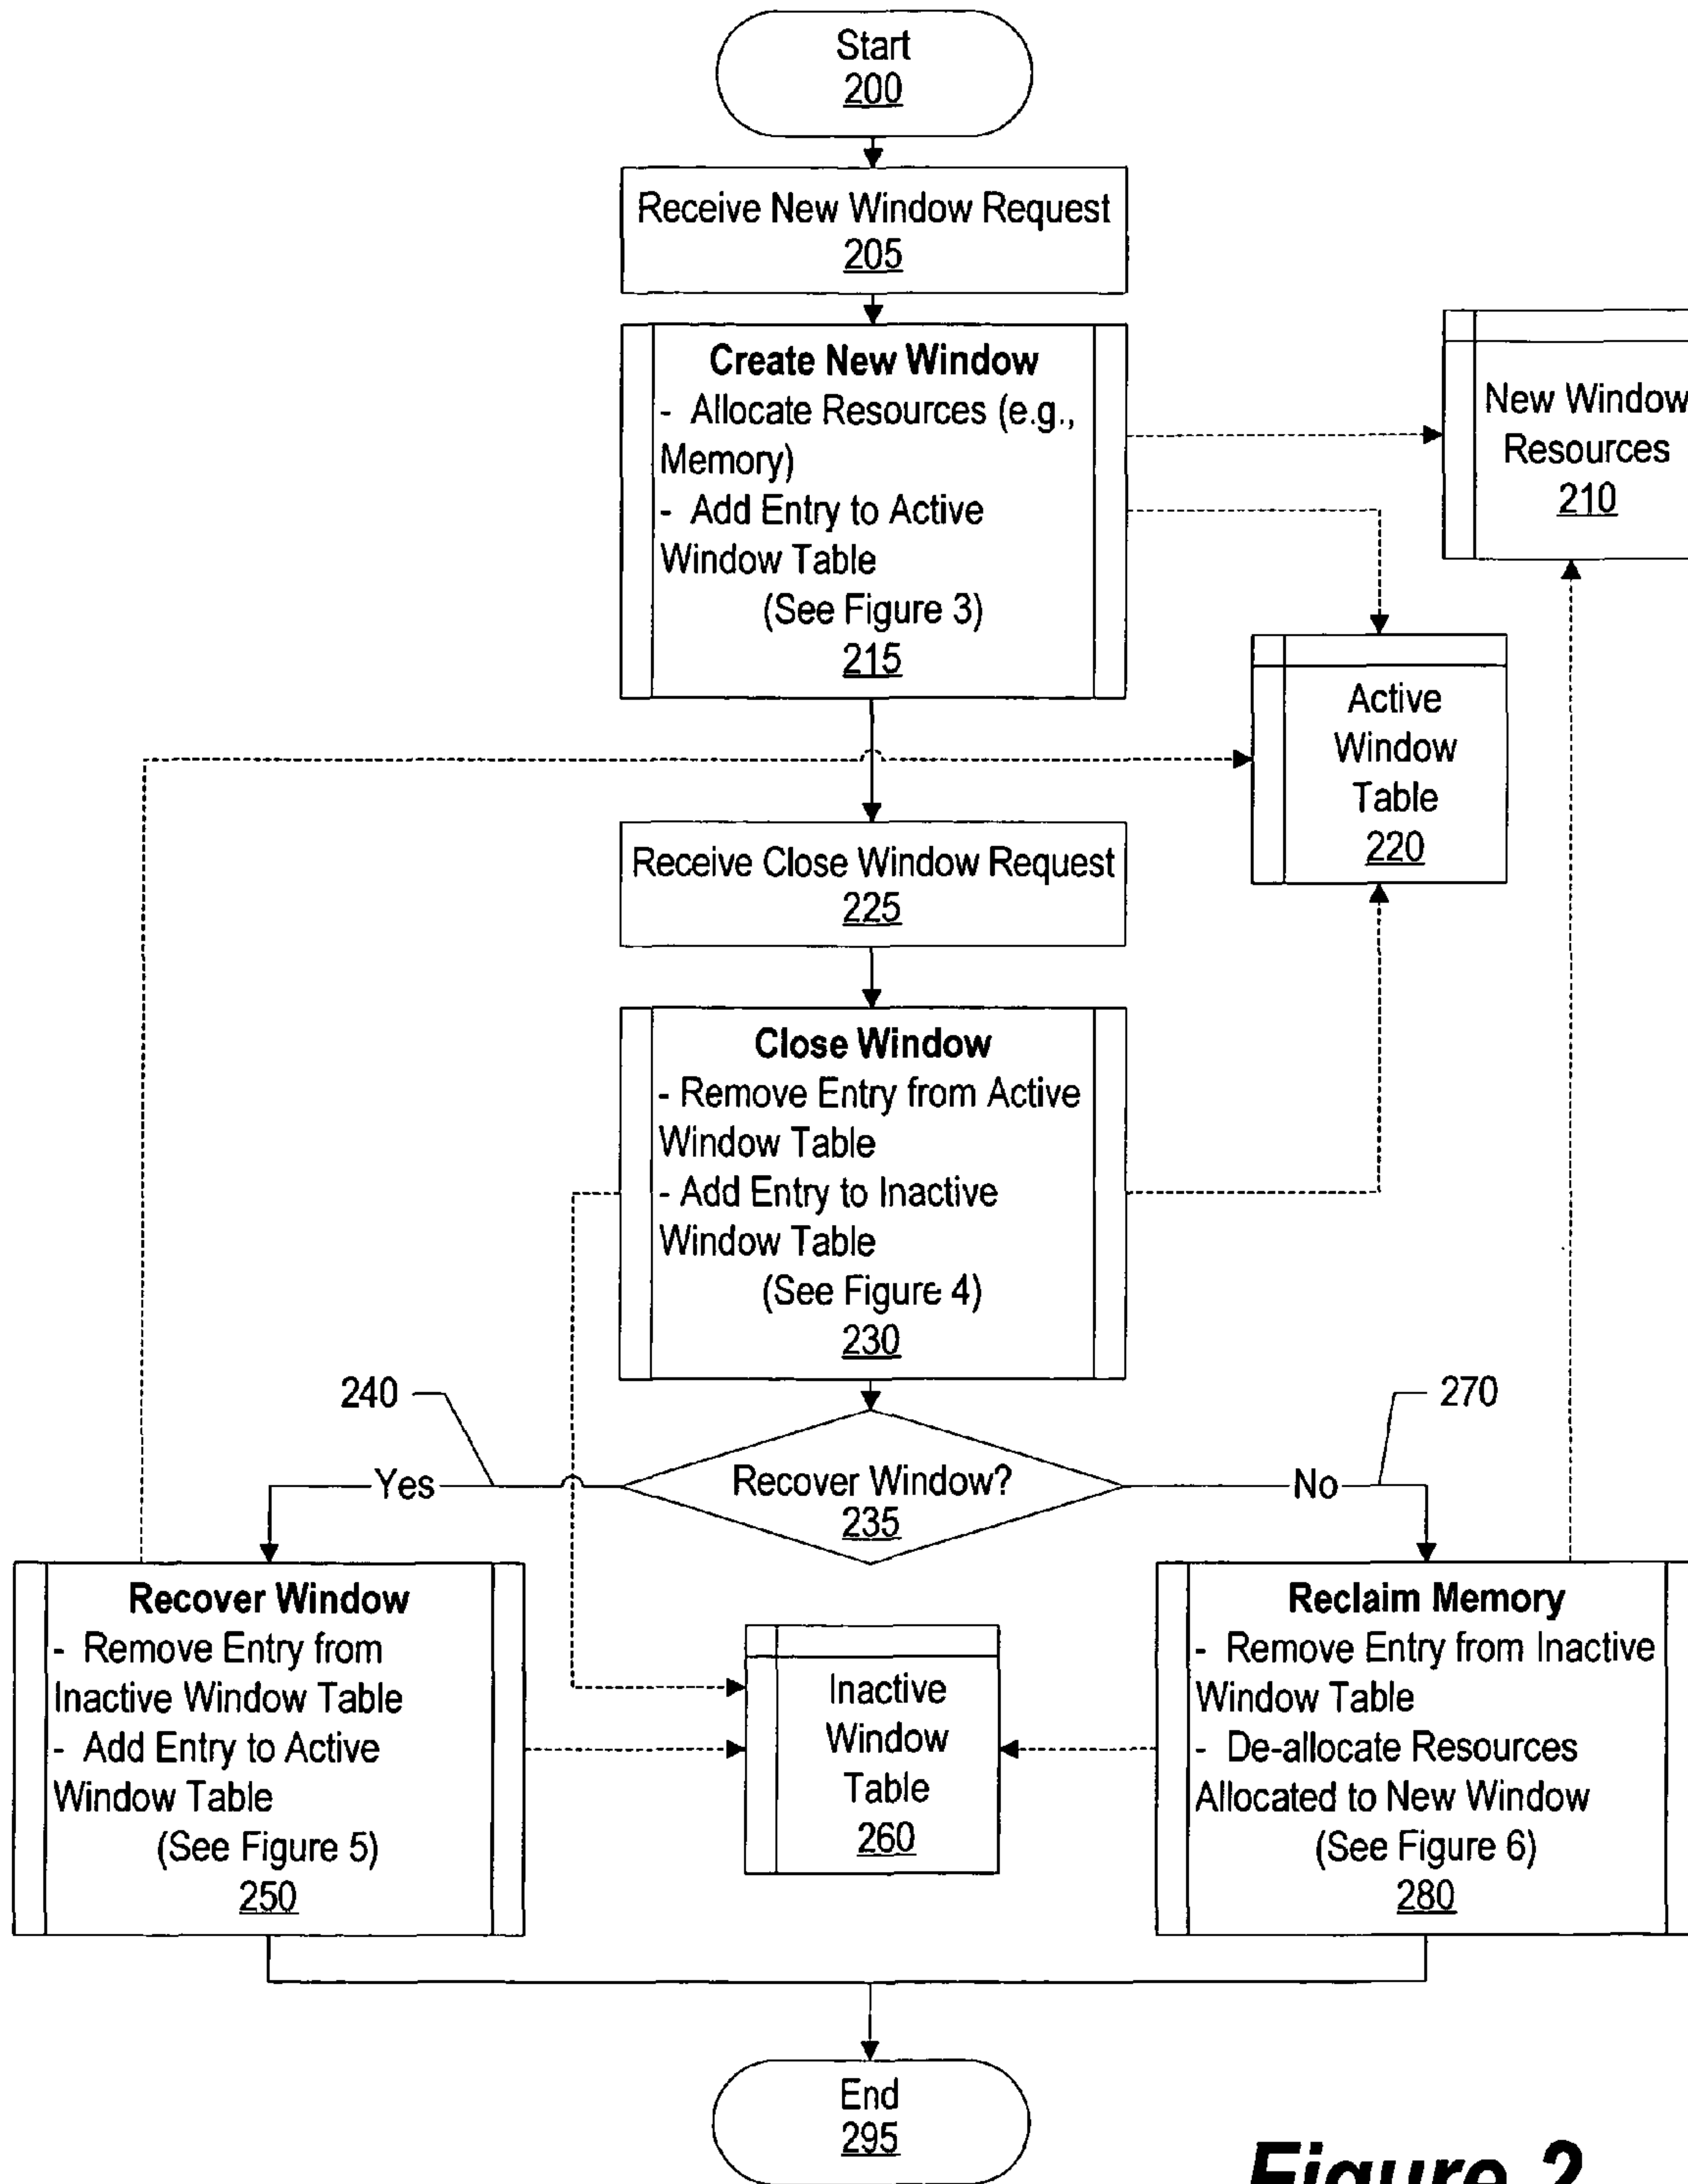 Start
200
Receive New Window Request
205
Create New Window
- Allocate Resources (e.g.,
Memory)
- Add Entry to Active
Window Table
(See Figure 3)
215
New Window
Resources
210
Active
Window
Table
220
Receive Close Window Request
225
Close Window
- Remove Entry from Active
Window Table
- Add Entry to Inactive
Window Table
(See Figure 4)
230
240
270
Yes
Recover Window?
235
No
Recover Window
- Remove Entry from
Inactive Window Table
- Add Entry to Active
Window Table
(See Figure 5)
250
Inactive
Window
Table
260
Reclaim Memory
- Remove Entry from Inactive
Window Table
- De-allocate Resources
Allocated to New Window
(See Figure 6)
280
End
295
Figure 2